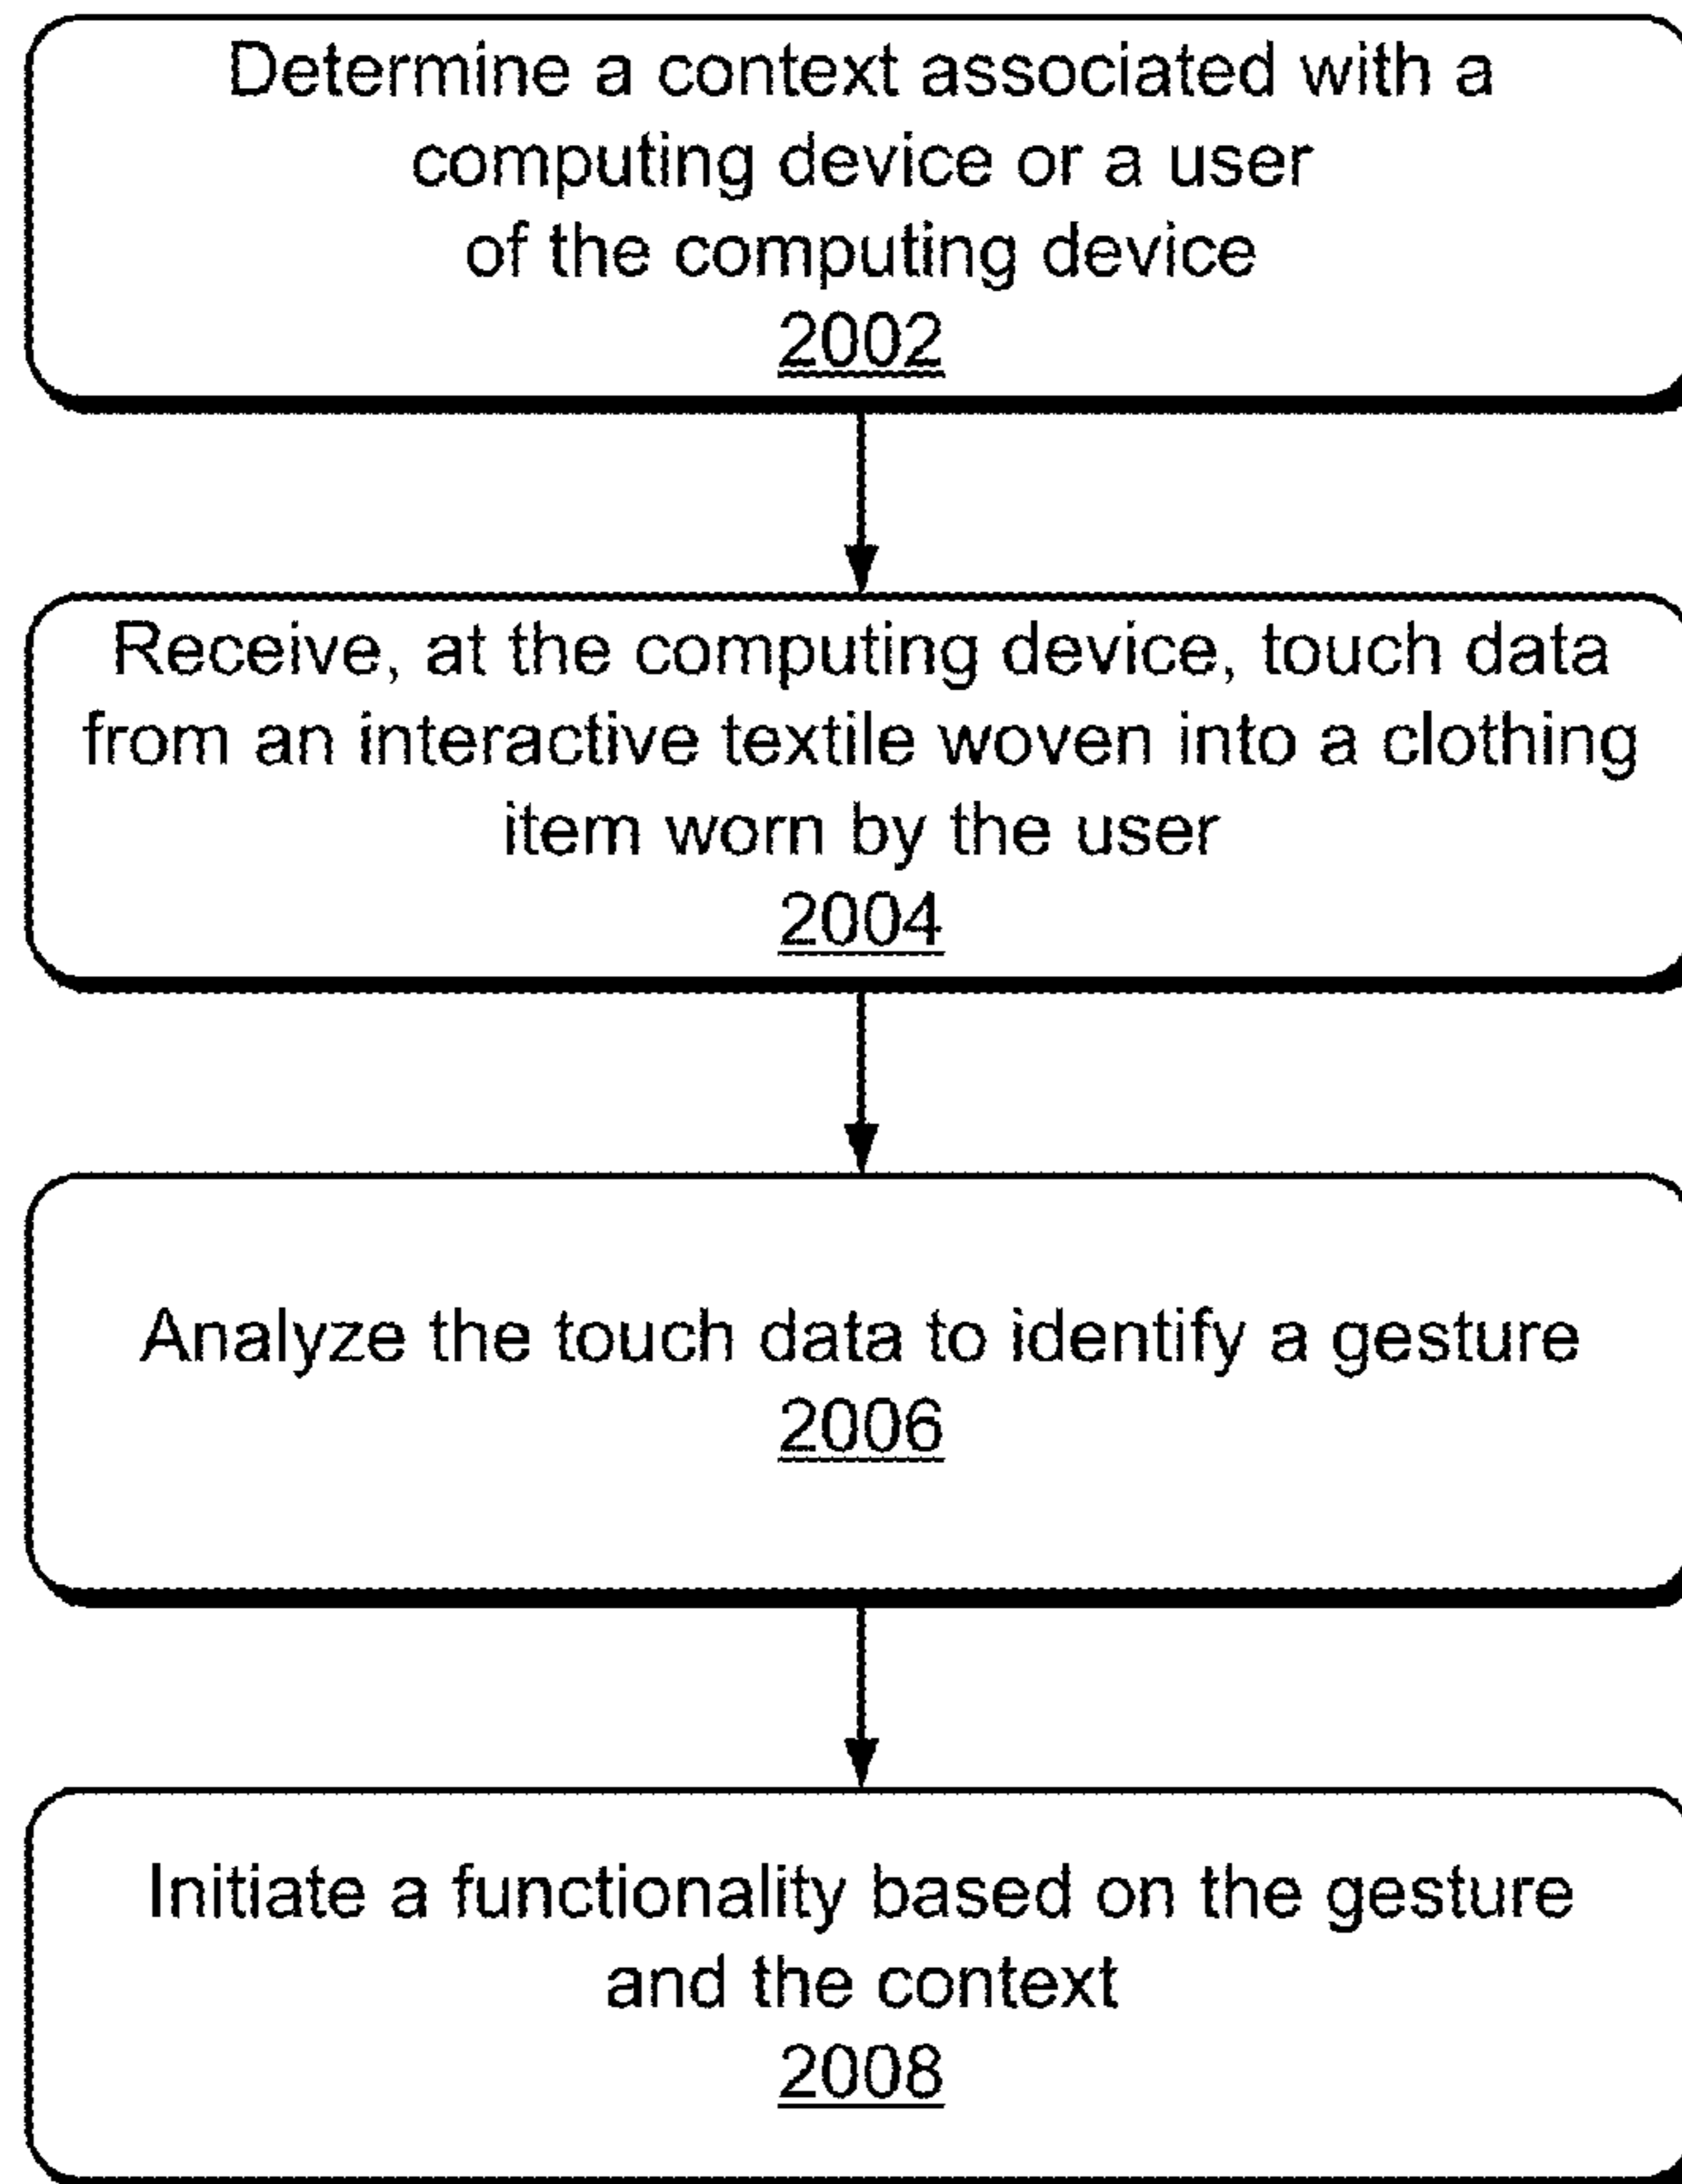 Determine a context associated with a
computing device or a user
of the computing device
2002
Receive, at the computing device, touch data
from an interactive textile woven into a clothing
item worn by the user
2004
Analyze the touch data to identify a gesture
2006
Initiate a functionality based on the gesture
and the context
2008